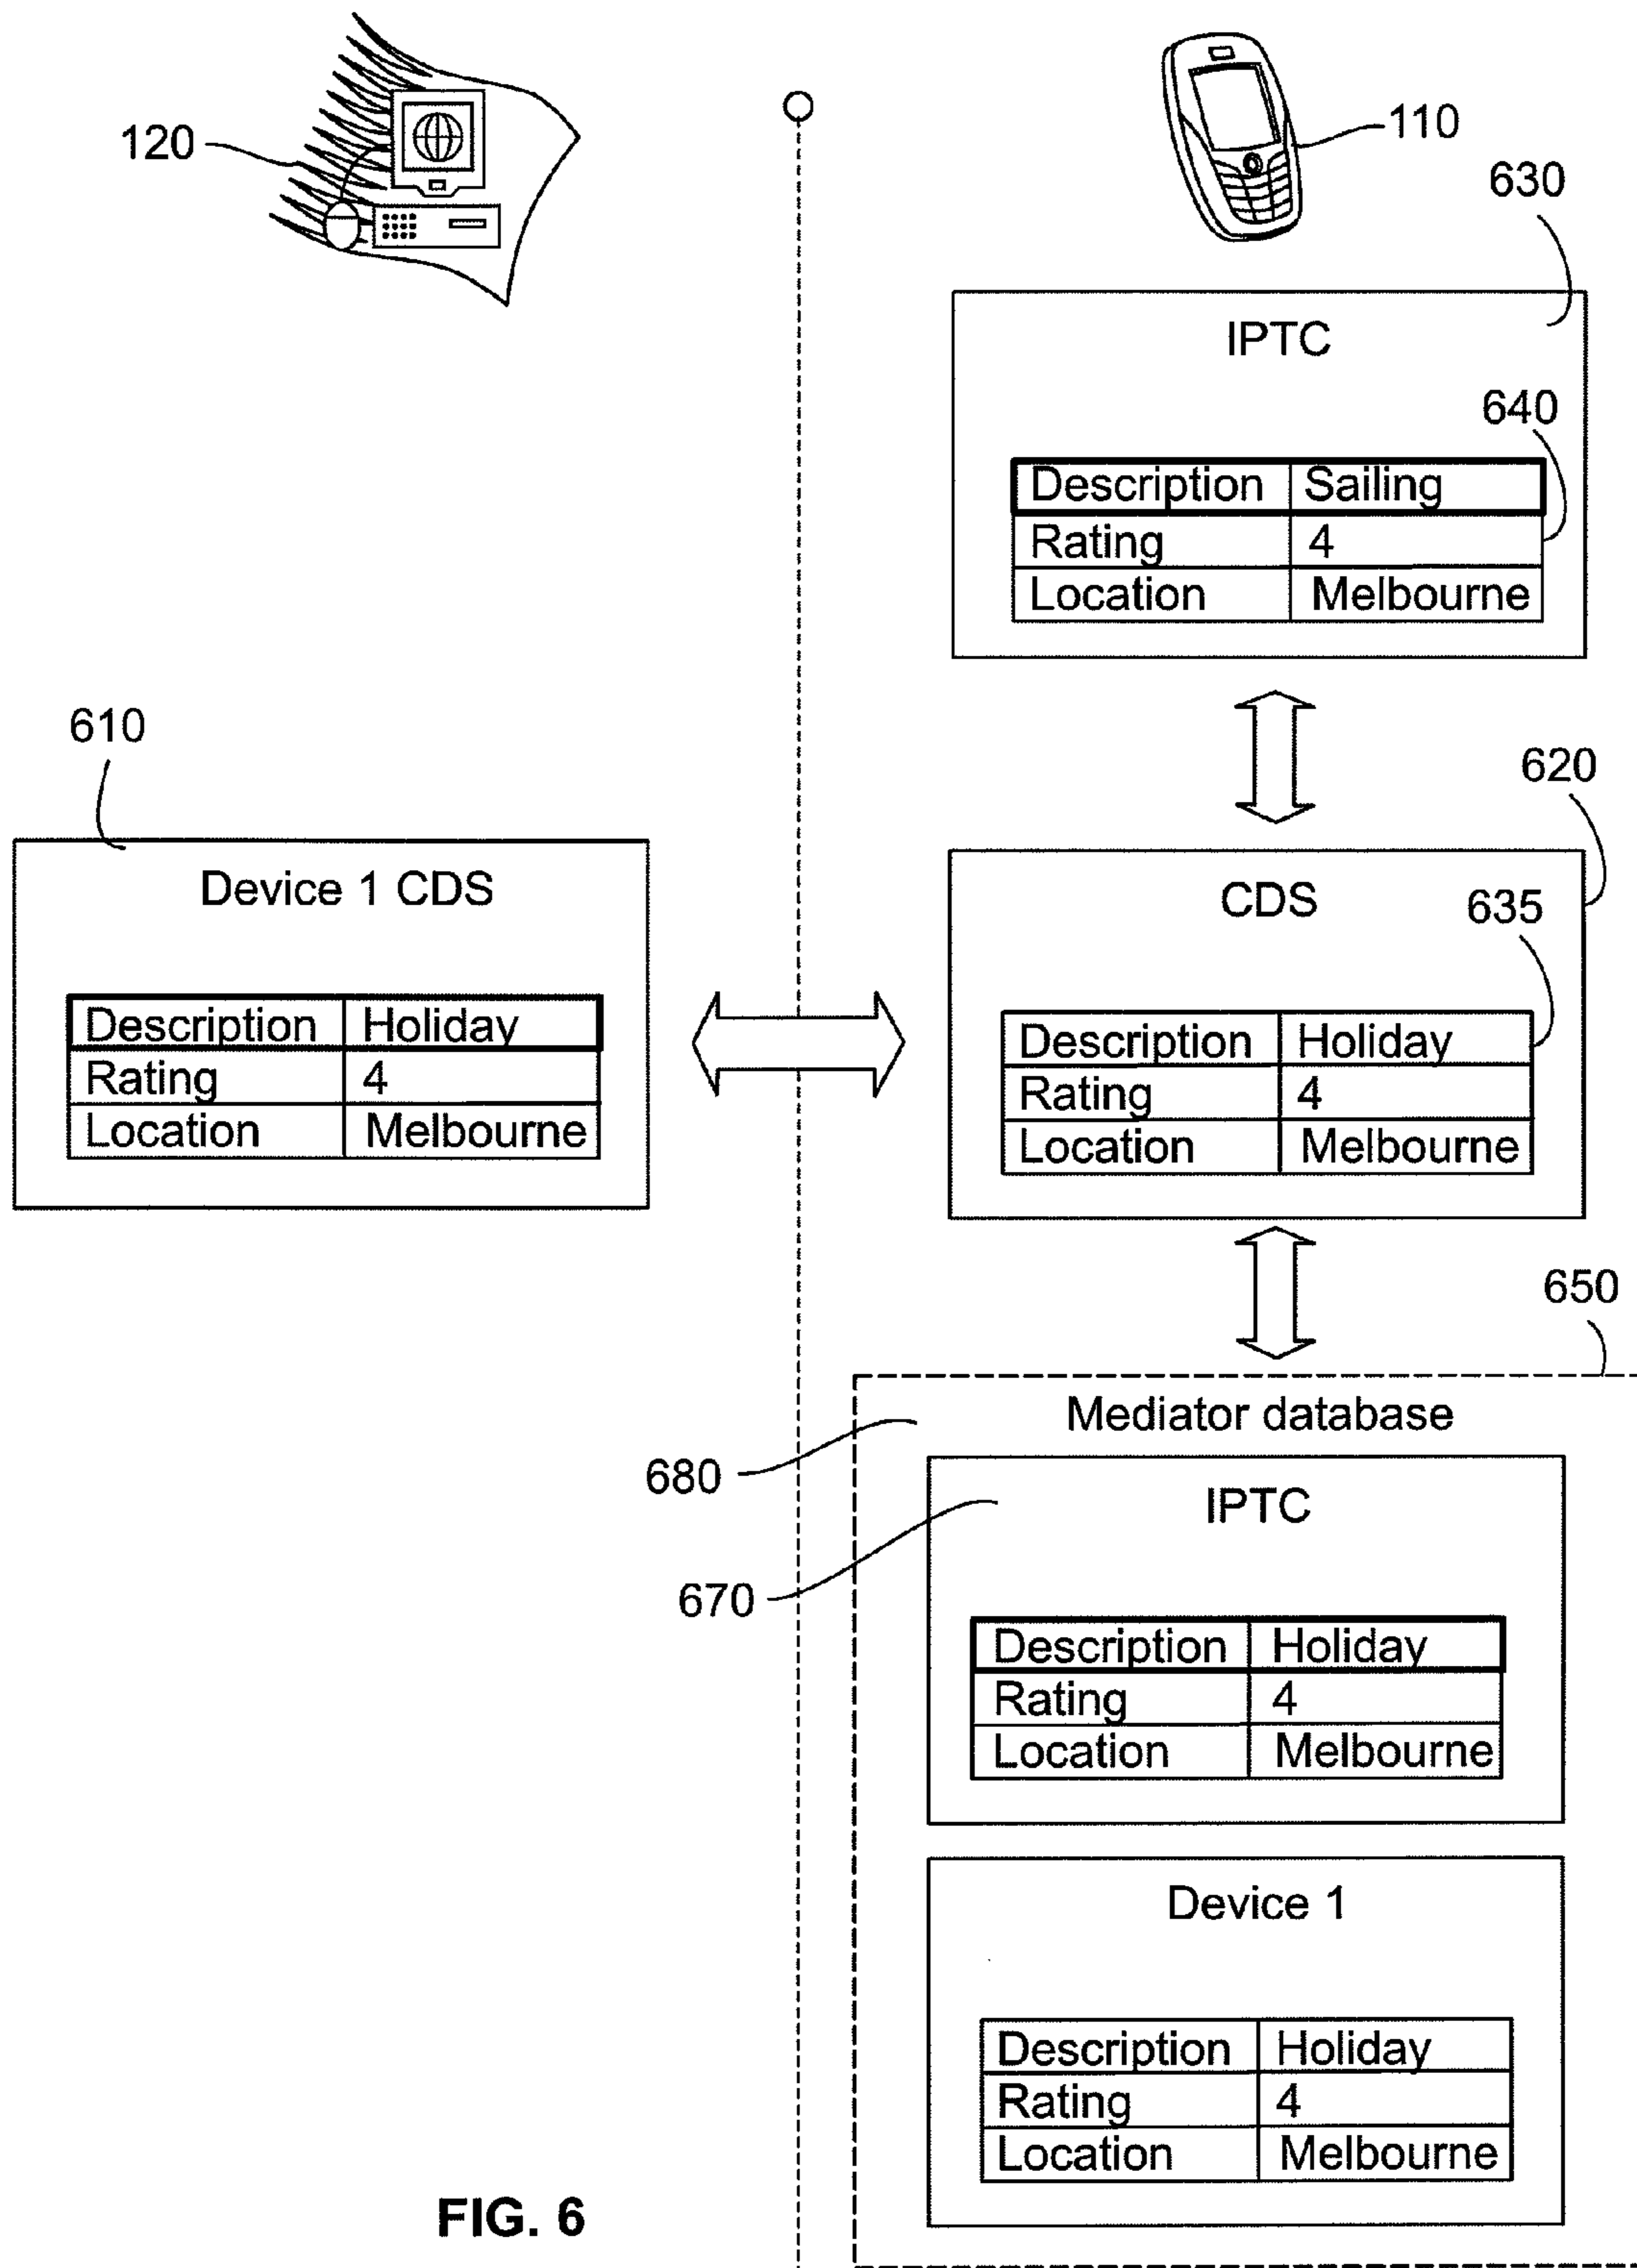 120
110
630
IPTC
640
Description Sailing
Rating 4
Location Melbourne
610
620
Device 1 CDS
CDS
635
Description Holiday
Rating 4
Location Melbourne
Description Holiday
Rating 4
Location Melbourne
650
Mediator database
680
IPTC
670
Description Holiday
Rating 4
Location Melbourne
Device 1
Description Holiday
Rating 4
Location Melbourne
FIG. 6